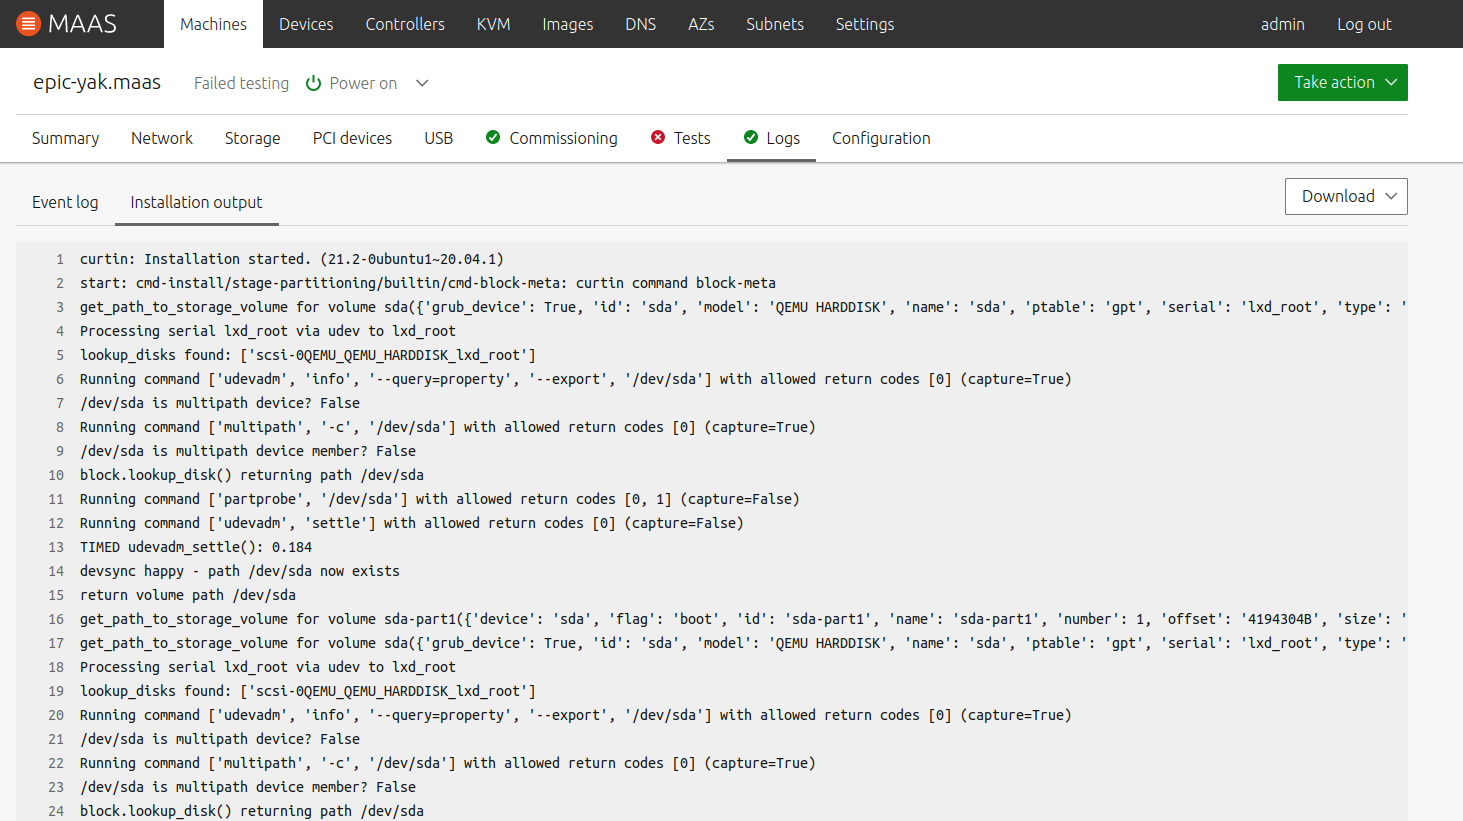 MAAS Machines Devices Controllers KVM Images DNS AZs Subnets Settings admin Log out
epic-yak.maas Failed testing Power on Take action
Summary Network Storage PCI devices USB Commissioning Tests Logs Configuration
Event log Installation output Download
1 curtin: Installation started. (21.2-0ubuntu1~20.04.1)
2 start: cmd-install/stage-partitioning/builtin/cmd-block-meta: curtin command block-meta
3 get_path_to_storage_volume for volume sda({'grub_device': True, 'id': 'sda', 'model': 'QEMU HARDDISK', 'name': 'sda', 'ptable': 'gpt', 'serial': 'lxd_root', 'type': '
4 Processing serial lxd_root via udev to lxd_root
5 lookup_disks found: ['scsi-0QEMU_QEMU_HARDDISK_lxd_root']
6 Running command ['udevadm', 'info', '--query=property', '--export', '/dev/sda'] with allowed return codes [0] (capture=True)
7 /dev/sda is multipath device? False
8 Running command ['multipath', '-c', '/dev/sda'] with allowed return codes [0] (capture=True)
9 /dev/sda is multipath device member? False
10 block.lookup_disk() returning path /dev/sda
11 Running command ['partprobe', '/dev/sda'] with allowed return codes [0, 1] (capture=False)
12 Running command ['udevadm', 'settle'] with allowed return codes [0] (capture=False)
13 TIMED udevadm_settle(): 0.184
14 devsync happy - path /dev/sda now exists
15 return volume path /dev/sda
16 get_path_to_storage_volume for volume sda-part1({'device': 'sda', 'flag': 'boot', 'id': 'sda-part1', 'name': 'sda-part1', 'number': 1, 'offset': '4194304B', 'size': '
17 get_path_to_storage_volume for volume sda({'grub_device': True, 'id': 'sda', 'model': 'QEMU HARDDISK', 'name': 'sda', 'ptable': 'gpt', 'serial': 'lxd_root', 'type': '
18 Processing serial lxd_root via udev to lxd_root
19 lookup_disks found: ['scsi-0QEMU_QEMU_HARDDISK_lxd_root']
20 Running command ['udevadm', 'info', '--query=property', '--export', '/dev/sda'] with allowed return codes [0] (capture=True)
21 /dev/sda is multipath device? False
22 Running command ['multipath', '-c', '/dev/sda'] with allowed return codes [0] (capture=True)
23 /dev/sda is multipath device member? False
24 block.lookup_disk() returning path /dev/sda